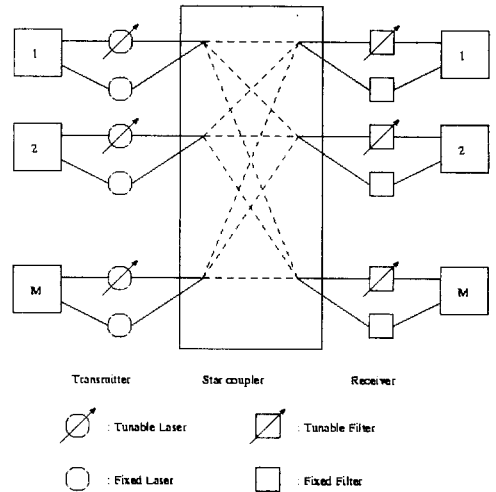 1
1
2
2
M
M
Transmitter Star coupler Receiver
: Tunable Laser : Tunable Filter
: Fixed Laser : Fixed Filter